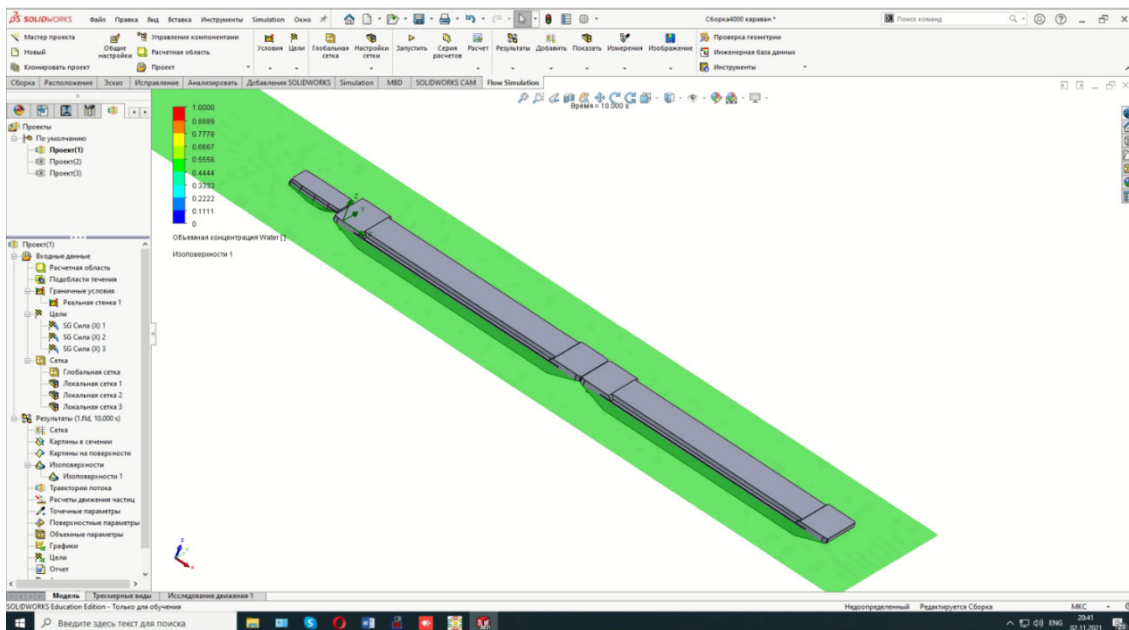 SOLIDWORKS Файл Правка Вид Вставка Инструменты Simulation Окно Сборка4000 караван * Поиск команд
Мастер проекта
Новый
Клонировать проект
Общие настройки
Управление компонентами
Расчетная область
Проект
Условия Цели Глобальная сетка Настройки сетки Запустить Серия расчетов Расчет Результаты Добавить Показать Измерения Изображение
Проверка геометрии
Инженерная база данных
Инструменты
Сборка Расположение Эскиз Исправление Анализировать Добавления SOLIDWORKS Simulation MBD SOLIDWORKS CAM Flow Simulation
Время = 10.000 s
Проекты
По умолчанию
Проект(1)
Проект(2)
Проект(3)
1.0000
0.8889
0.7778
0.6667
0.5556
0.4444
0.3333
0.2222
0.1111
0
Объемная концентрация Water [ ]
Изоповерхности 1
Проект(1)
Входные данные
Расчетная область
Подобласти течения
Граничные условия
Реальная стенка 1
Цели
SG Сила (X) 1
SG Сила (X) 2
SG Сила (X) 3
Сетка
Глобальная сетка
Локальная сетка 1
Локальная сетка 2
Локальная сетка 3
Результаты (1.fld, 10.000 s)
Сетка
Картины в сечении
Картины на поверхности
Изоповерхности
Изоповерхности 1
Траектории потока
Расчеты движения частиц
Точечные параметры
Поверхностные параметры
Объемные параметры
Графики
Цели
Отчет
Модель Трехмерные виды Исследование движения 1
SOLIDWORKS Education Edition - Только для обучения Недоопределенный Редактируется Сборка МКС
Введите здесь текст для поиска
ENG
20:41
02.11.2021